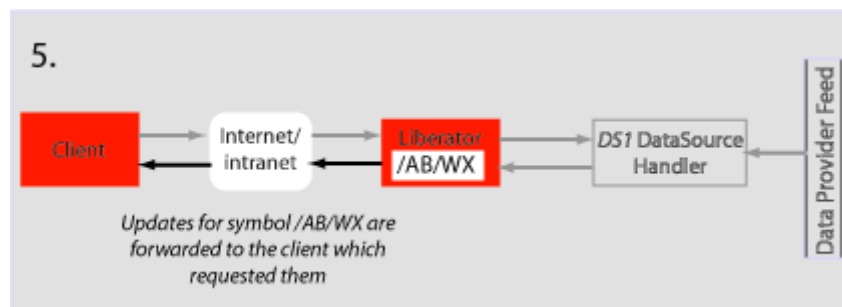 5.
Client
Internet/
intranet
Liberator
/AB/WX
DS1 DataSource
Handler
Data Provider Feed
Updates for symbol /AB/WX are
forwarded to the client which
requested them